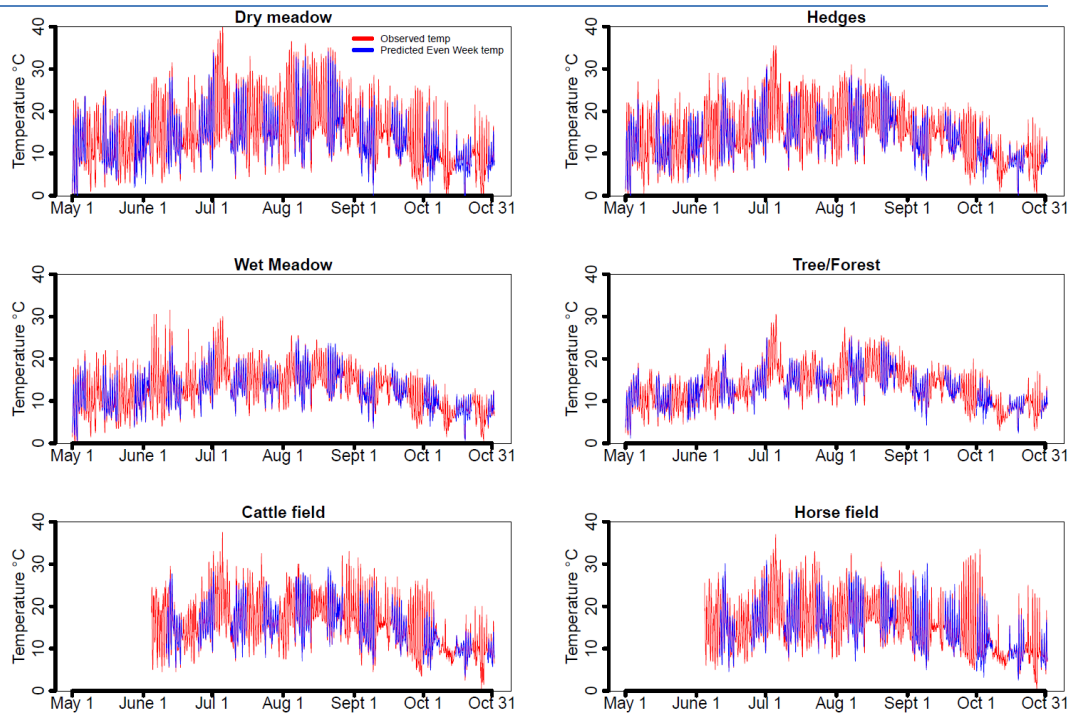 Dry meadow
Temperature °C
0 10 20 30 40
Observed temp
Predicted Even Week temp
May 1 June 1 Jul 1 Aug 1 Sept 1 Oct 1 Oct 31
Hedges
Temperature °C
0 10 20 30 40
May 1 June 1 Jul 1 Aug 1 Sept 1 Oct 1 Oct 31
Wet Meadow
Temperature °C
0 10 20 30 40
May 1 June 1 Jul 1 Aug 1 Sept 1 Oct 1 Oct 31
Tree/Forest
Temperature °C
0 10 20 30 40
May 1 June 1 Jul 1 Aug 1 Sept 1 Oct 1 Oct 31
Cattle field
Temperature °C
0 10 20 30 40
May 1 June 1 Jul 1 Aug 1 Sept 1 Oct 1 Oct 31
Horse field
Temperature °C
0 10 20 30 40
May 1 June 1 Jul 1 Aug 1 Sept 1 Oct 1 Oct 31